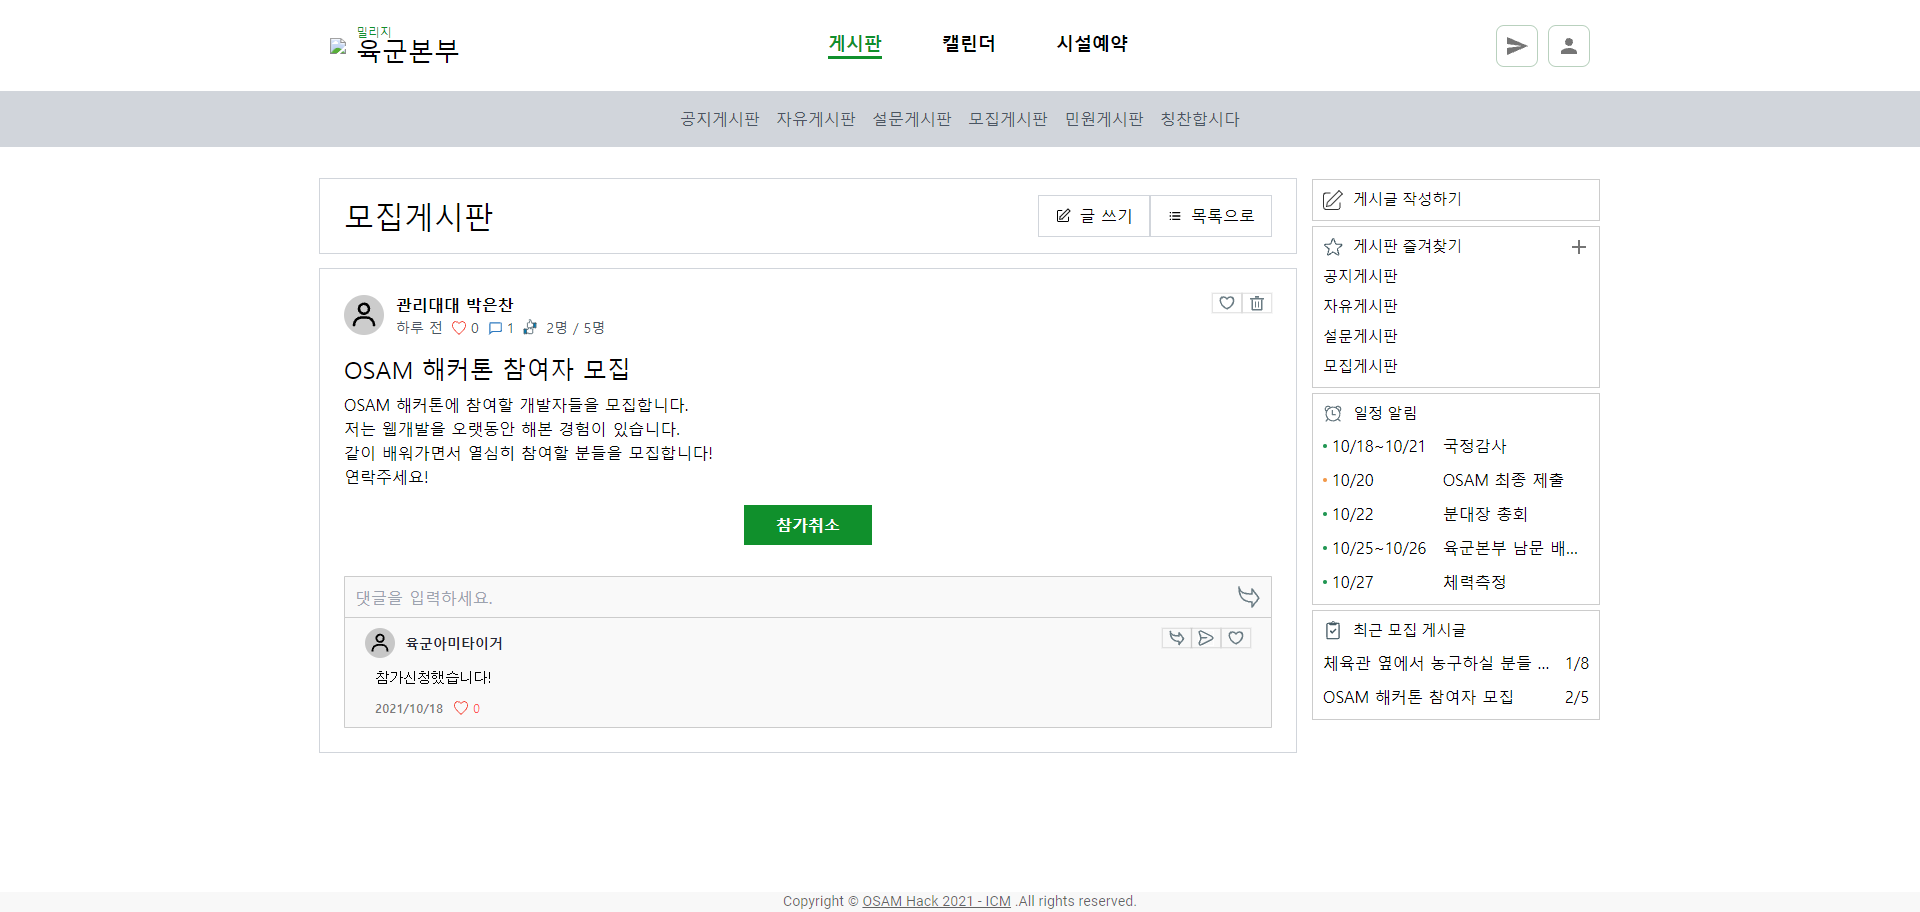 밀리지
육군본부
게시판 캘린더 시설예약
공지게시판 자유게시판 설문게시판 모집게시판 민원게시판 칭찬합시다
모집게시판
글 쓰기 목록으로
관리대대 박은찬
하루 전 0 1 2명 / 5명
OSAM 해커톤 참여자 모집
OSAM 해커톤에 참여할 개발자들을 모집합니다.
저는 웹개발을 오랫동안 해본 경험이 있습니다.
같이 배워가면서 열심히 참여할 분들을 모집합니다!
연락주세요!
참가취소
댓글을 입력하세요.
육군아미타이거
참가신청했습니다!
2021/10/18 0
게시글 작성하기
게시판 즐겨찾기
공지게시판
자유게시판
설문게시판
모집게시판
일정 알림
10/18~10/21 국정감사
10/20 OSAM 최종 제출
10/22 분대장 총회
10/25~10/26 육군본부 남문 배...
10/27 체력측정
최근 모집 게시글
체육관 옆에서 농구하실 분들 ... 1/8
OSAM 해커톤 참여자 모집 2/5
Copyright © OSAM Hack 2021 - ICM .All rights reserved.